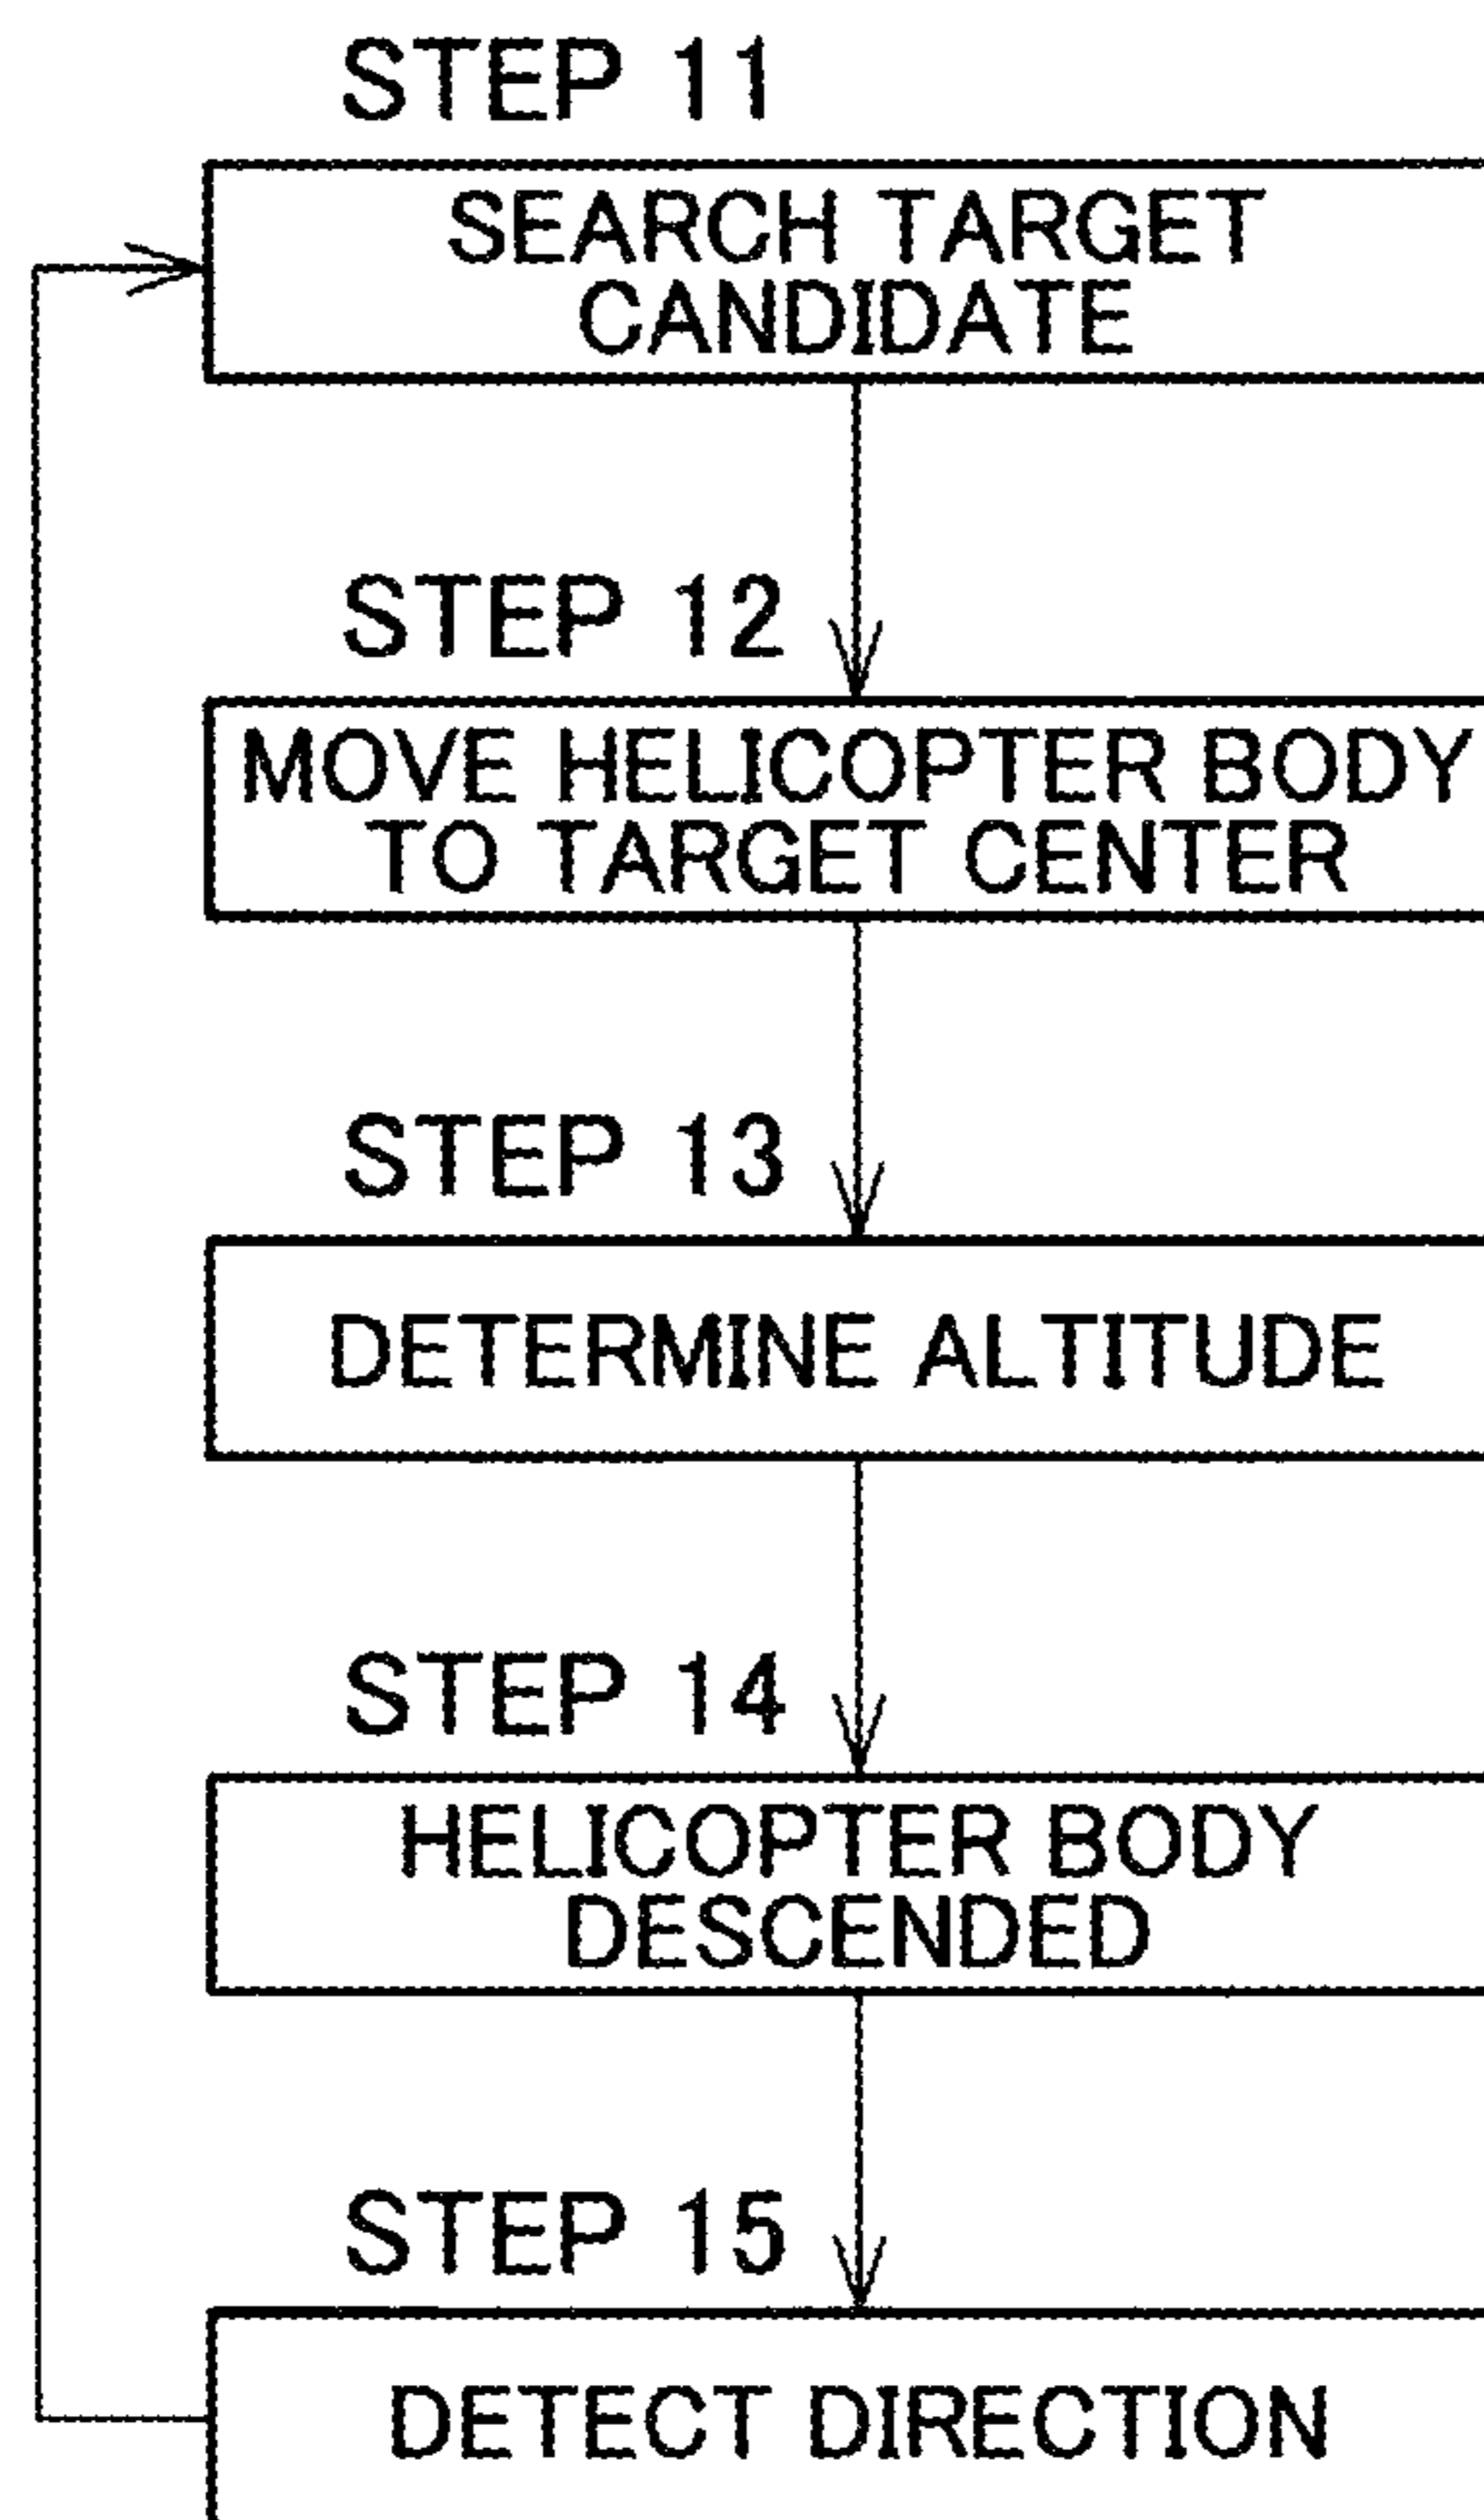 STEP 11
SEARCH TARGET
CANDIDATE
STEP 12
MOVE HELICOPTER BODY
TO TARGET CENTER
STEP 13
DETERMINE ALTITUDE
STEP 14
HELICOPTER BODY
DESCENDED
STEP 15
DETECT DIRECTION